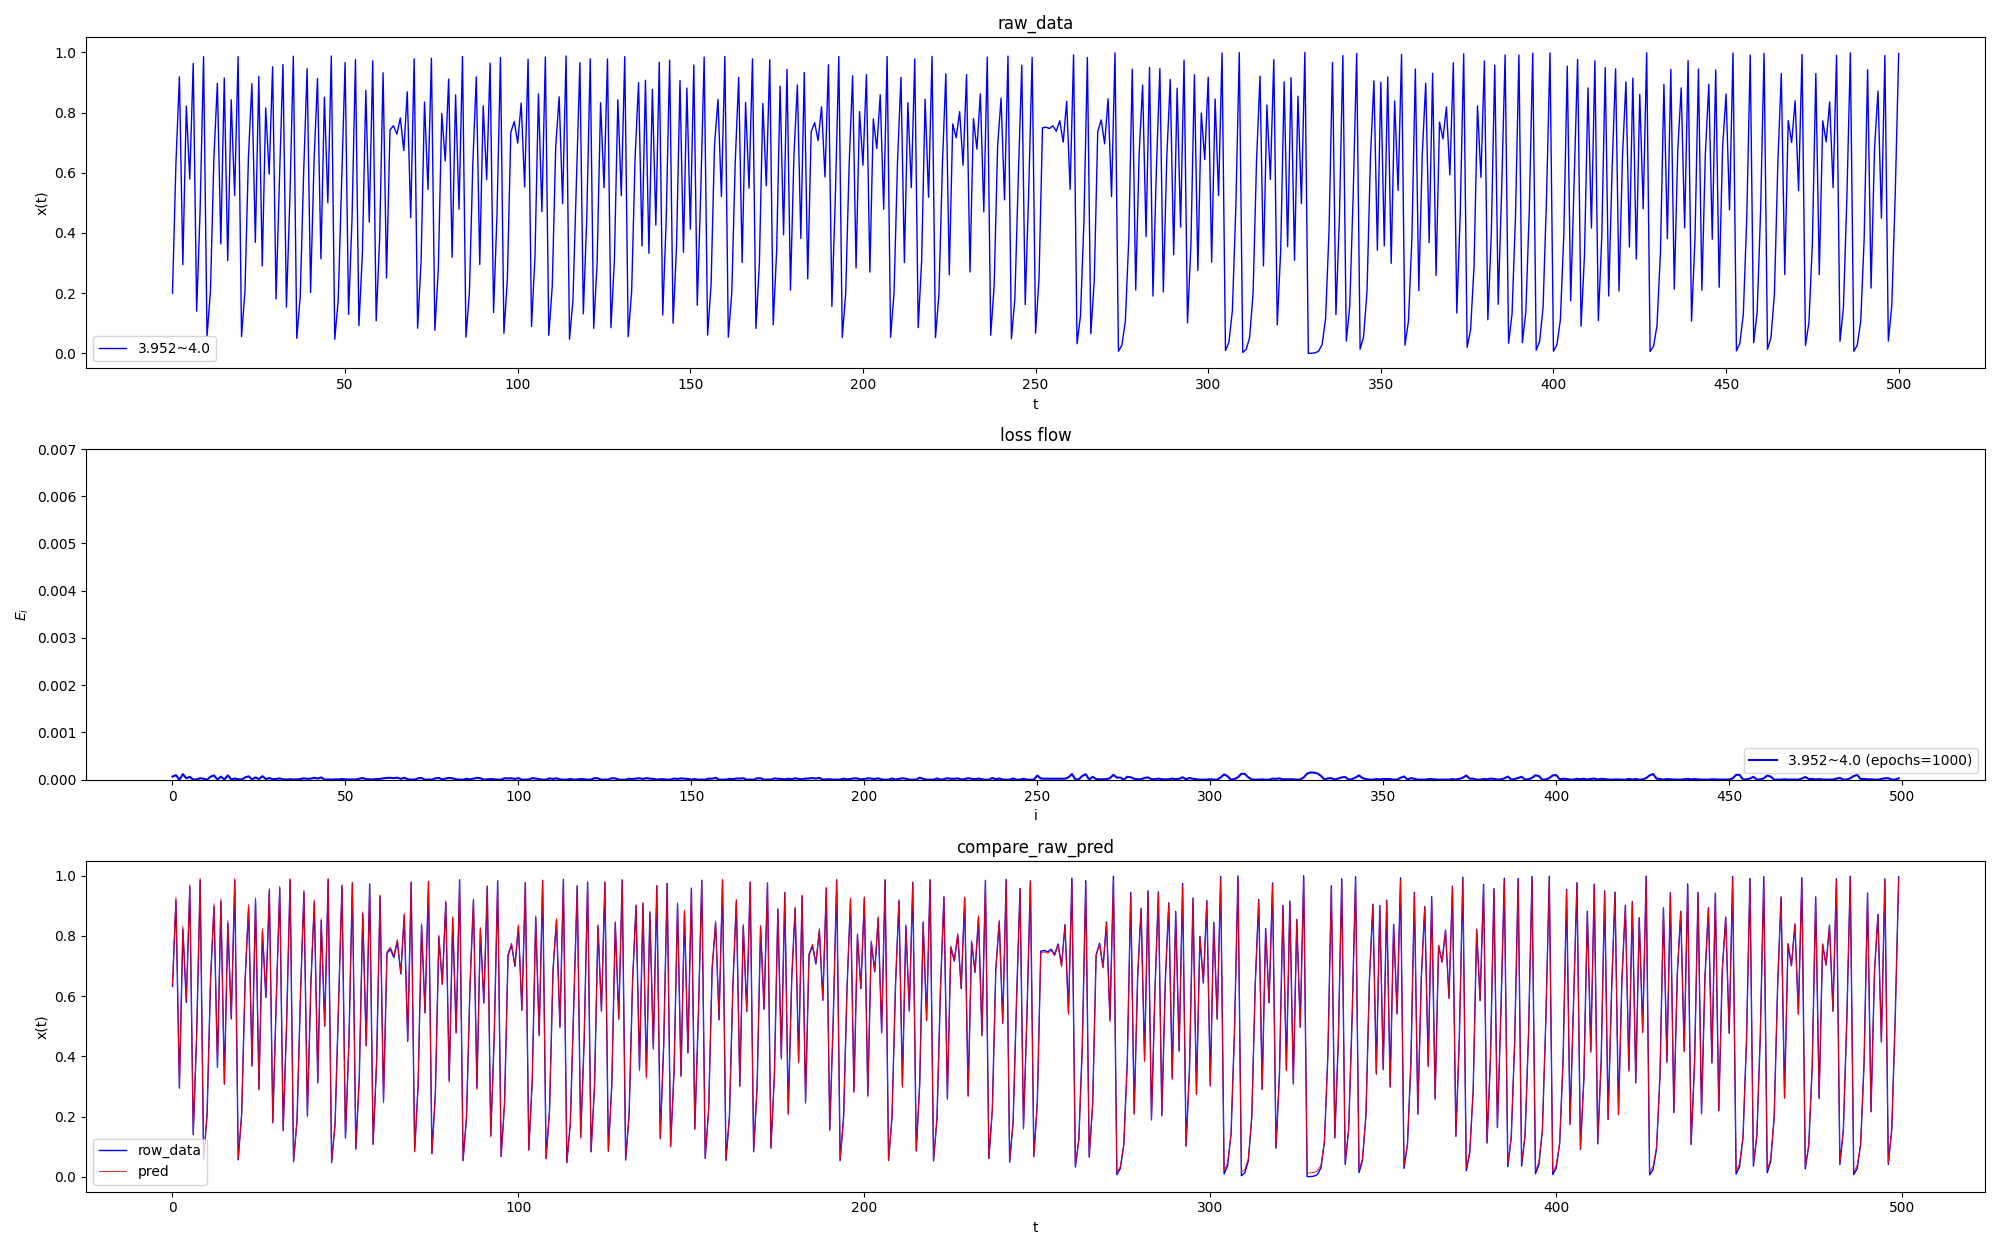 raw_data
1.0
0.8
0.6
0.4
0.2
0.0
x(t)
3.952~4.0
50 100 150 200 250 300 350 400 450 500
t
loss flow
0.007
0.006
0.005
0.004
0.003
0.002
0.001
0.000
E_i
3.952~4.0 (epochs=1000)
0 50 100 150 200 250 300 350 400 450 500
i
compare_raw_pred
1.0
0.8
0.6
0.4
0.2
0.0
x(t)
row_data
pred
0 100 200 300 400 500
t